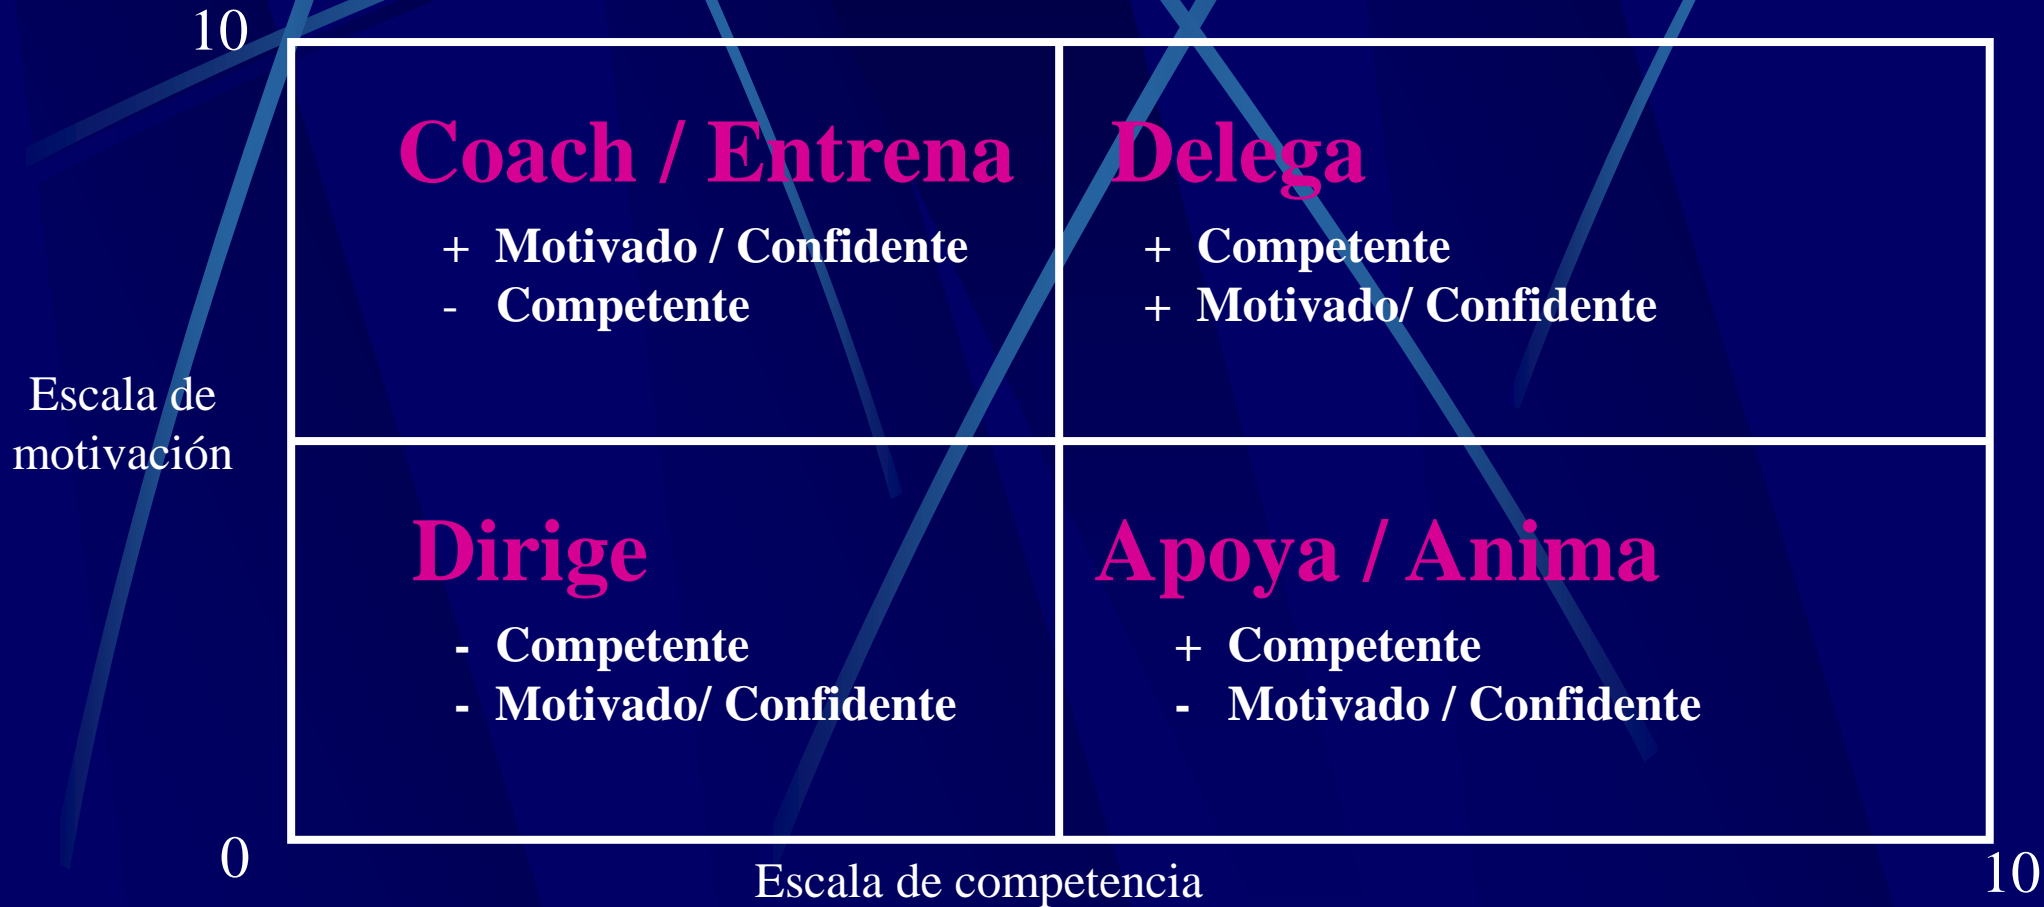 10
Coach / Entrena
+ Motivado / Confidente
- Competente
Delega
+ Competente
+ Motivado/ Confidente
Escala de
motivación
Dirige
- Competente
- Motivado/ Confidente
Apoya / Anima
+ Competente
- Motivado / Confidente
0
Escala de competencia
10